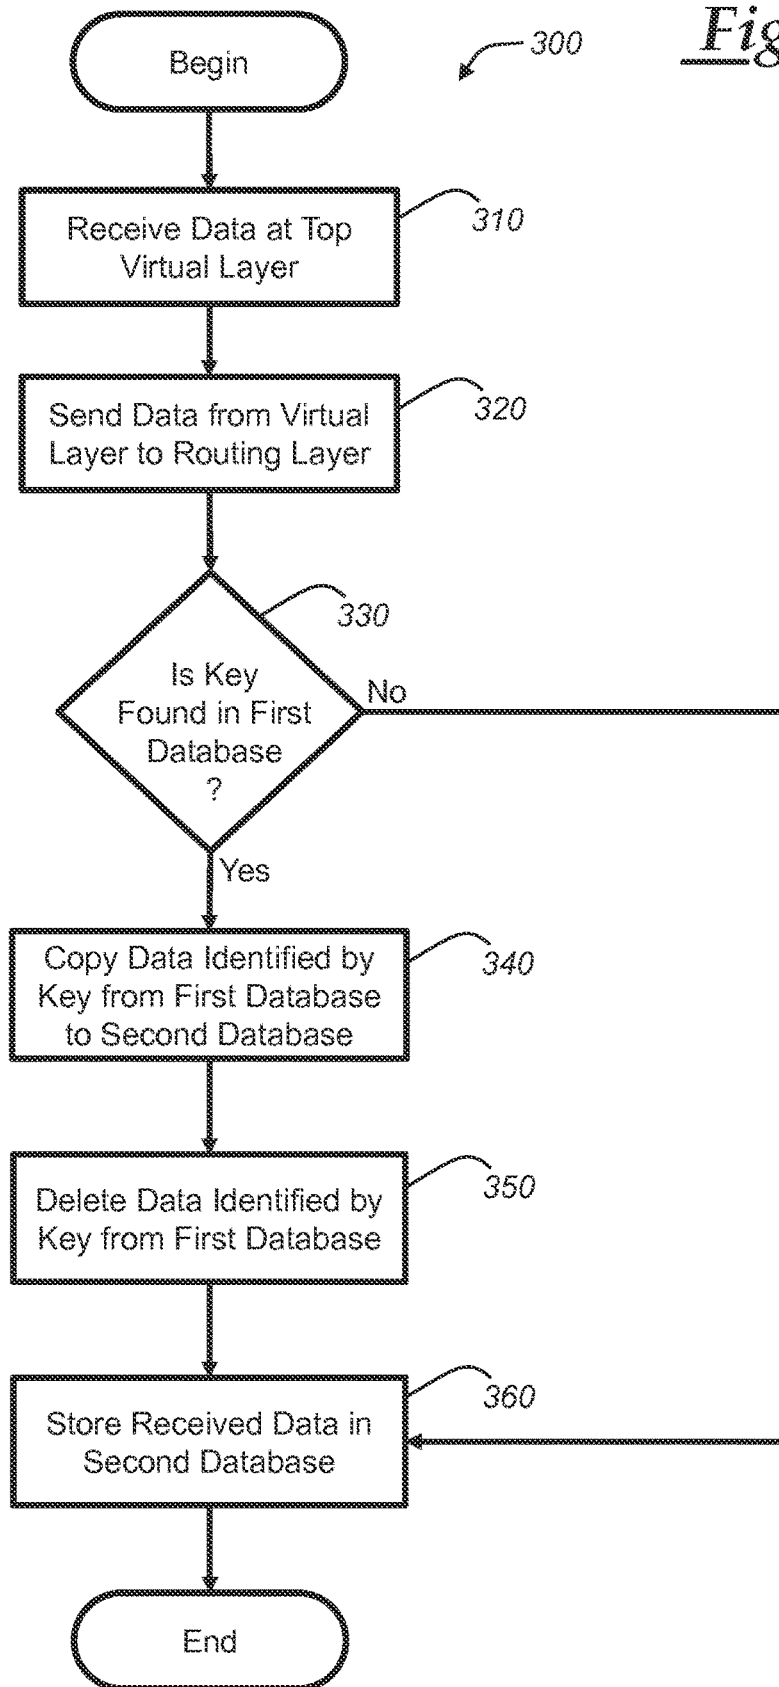 Fig
300
Begin
310
Receive Data at Top
Virtual Layer
320
Send Data from Virtual
Layer to Routing Layer
330
Is Key
Found in First
Database
?
No
Yes
340
Copy Data Identified by
Key from First Database
to Second Database
350
Delete Data Identified by
Key from First Database
360
Store Received Data in
Second Database
End